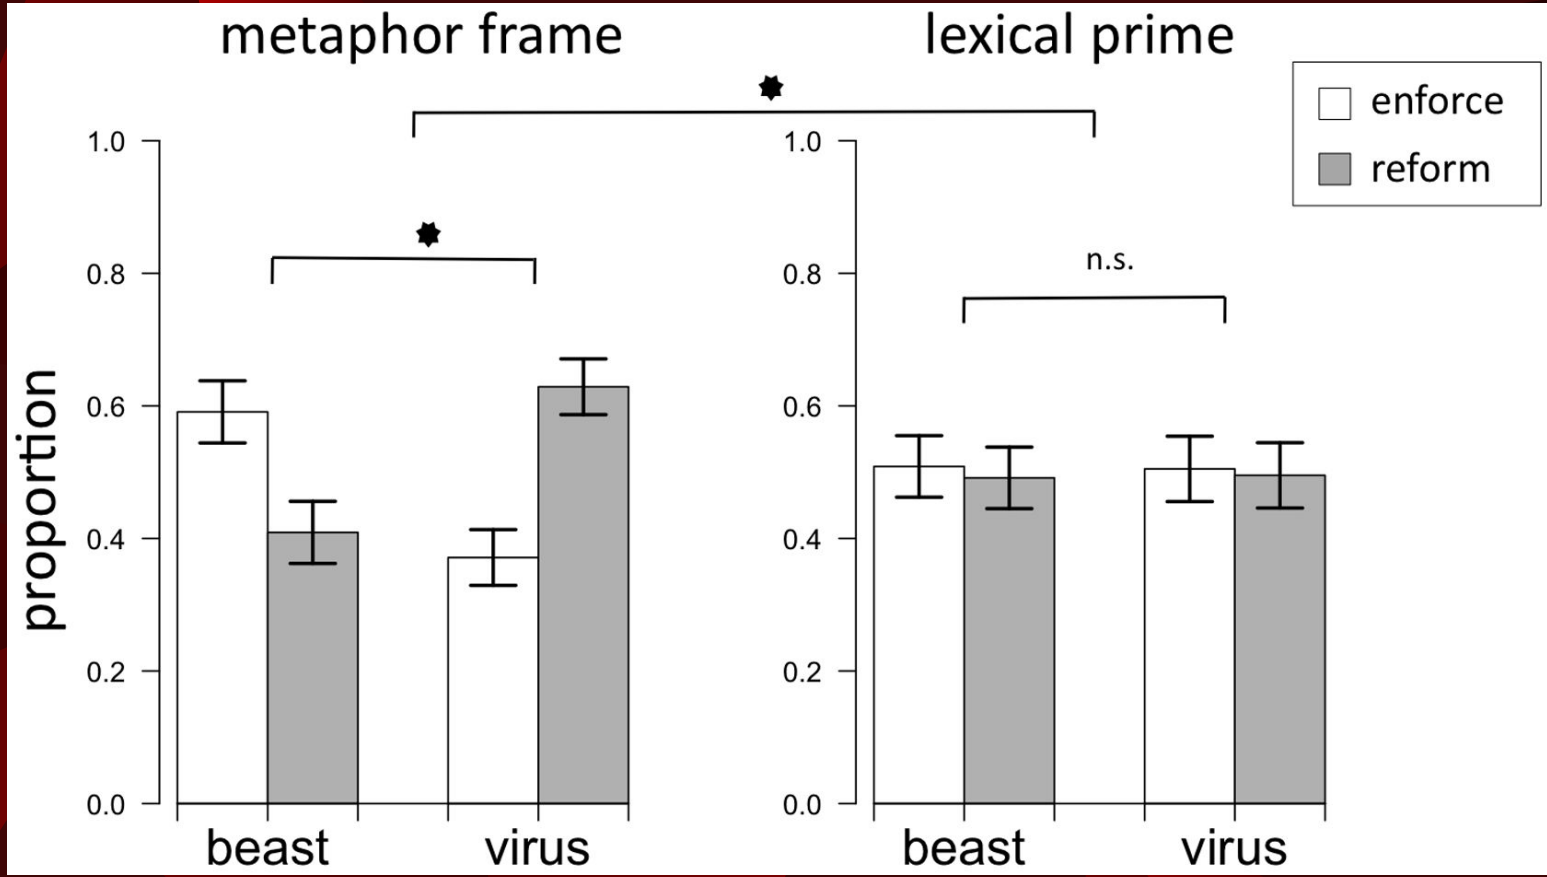 metaphor frame
lexical prime
enforce
reform
1.0
0.8
0.6
0.4
0.2
0.0
proportion
beast
virus
1.0
0.8
0.6
0.4
0.2
0.0
n.s.
beast
virus